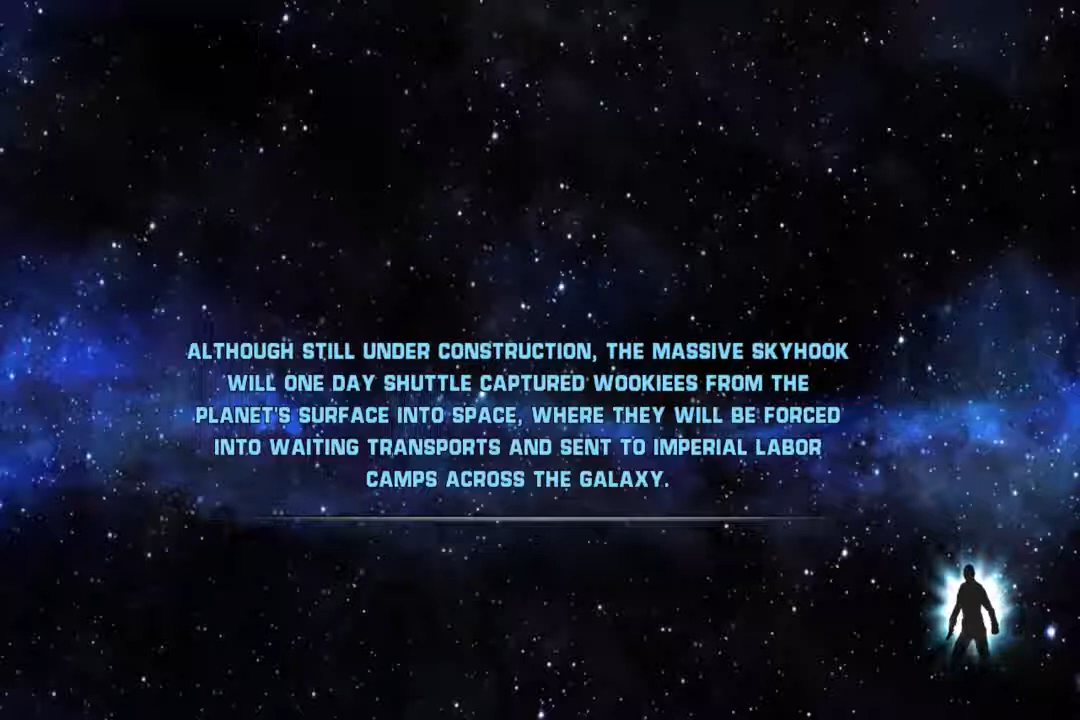 ALTHOUGH STILL UNDER CONSTRUCTION, THE MASSIVE SKYHOOK
WILL ONE DAY SHUTTLE CAPTURED WOOKIEES FROM THE
PLANET'S SURFACE INTO SPACE, WHERE THEY WILL BE FORCED
INTO WAITING TRANSPORTS AND SENT TO IMPERIAL LABOR
CAMPS ACROSS THE GALAXY.